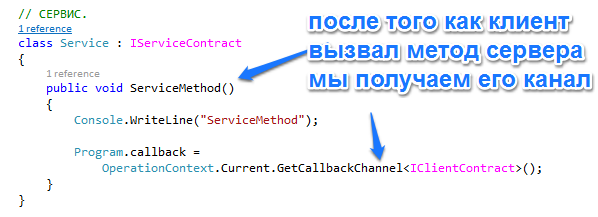 // СЕРВИС.
1 reference
class Service : IServiceContract
{
1 reference
public void ServiceMethod()
{
Console.WriteLine("ServiceMethod");
Program.callback =
OperationContext.Current.GetCallbackChannel<IClientContract>();
}
}
после того как клиент
вызвал метод сервера
мы получаем его канал